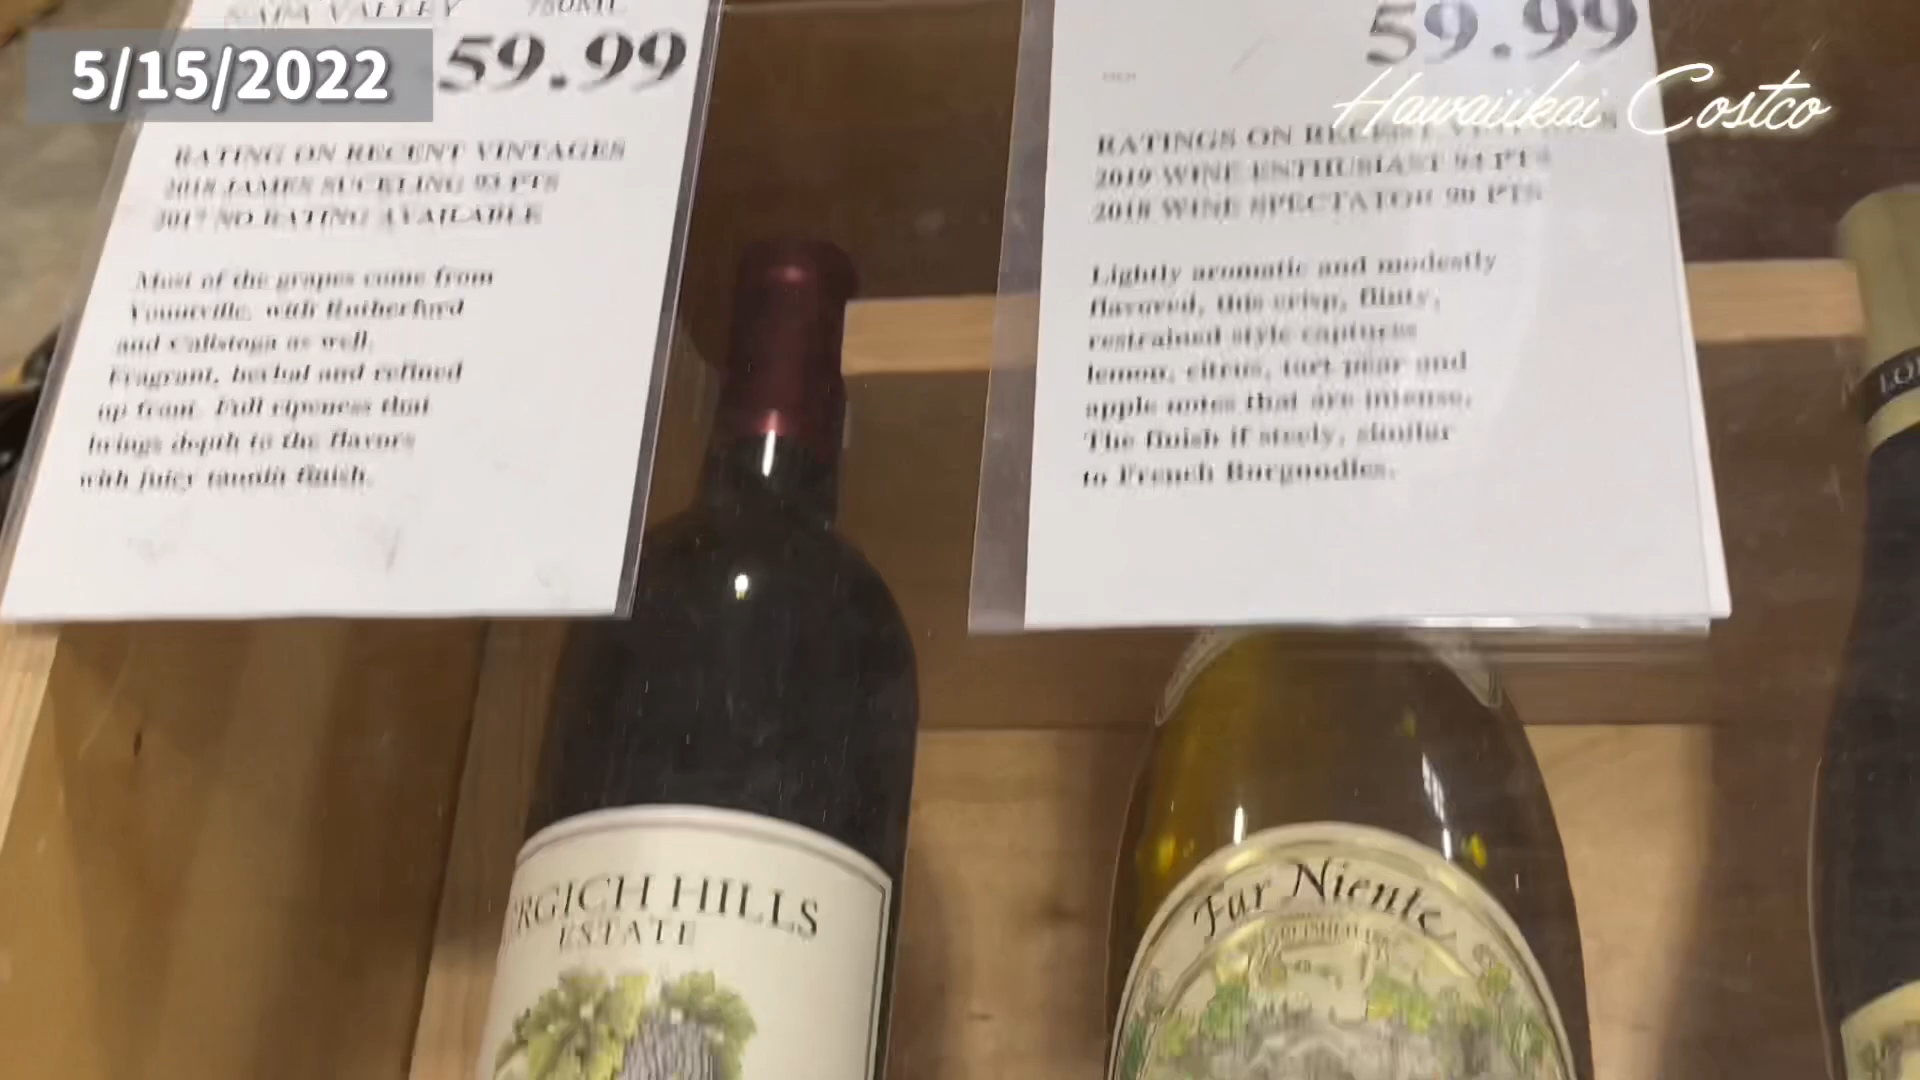 NAPA VALLEY 750ML
5/15/2022
59.99
RATING ON RECENT VINTAGES
2018 JAMES SUCKLING 93 PTS
2017 NO RATING AVAILABLE
Most of the grapes come from
Yountville, with Rutherford
and Calistoga as well.
Fragrant, herbal and refined
up front. Full ripeness that
brings depth to the flavors
with juicy tannin finish.
59.99
Hawaiikai Costco
RATINGS ON RECENT VINTAGES
2019 WINE ENTHUSIAST 94 PTS
2018 WINE SPECTATOR 90 PTS
Lightly aromatic and modestly
flavored, this crisp, flinty,
restrained style captures
lemon, citrus, tart pear and
apple notes that are intense.
The finish if steely, similar
to French Burgundies.
RGICH HILLS
ESTATE
Far Niente